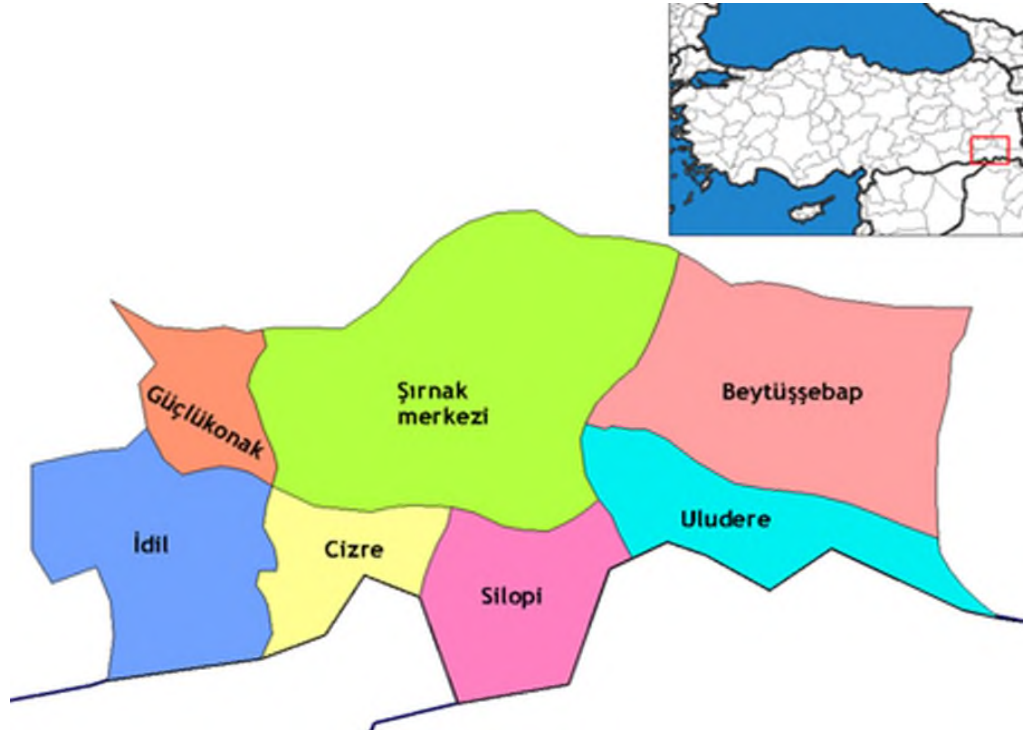 Güçlükonak
Şırnak
merkezi
Beytüşşebap
İdil
Cizre
Silopi
Uludere